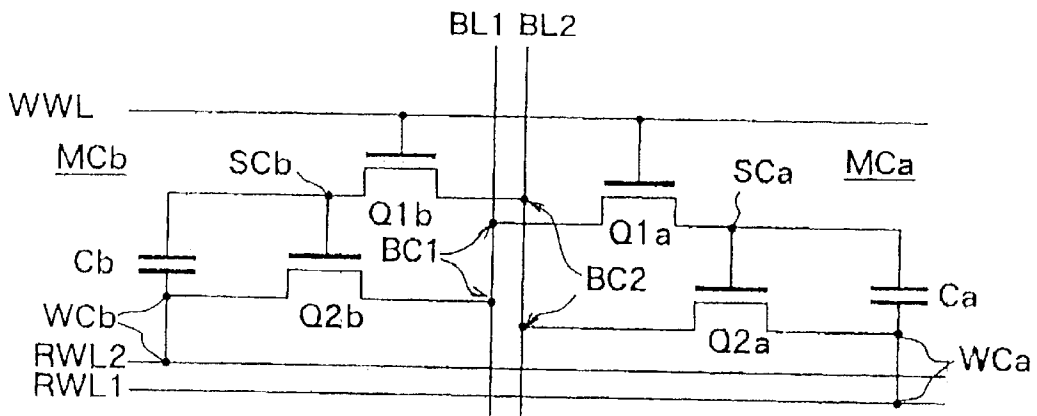 BL1 BL2
WWL
MCb
SCb
SCa
MCa
Q1b
Q1a
BC1
Cb
BC2
Ca
WCb
Q2b
Q2a
RWL2
WCa
RWL1